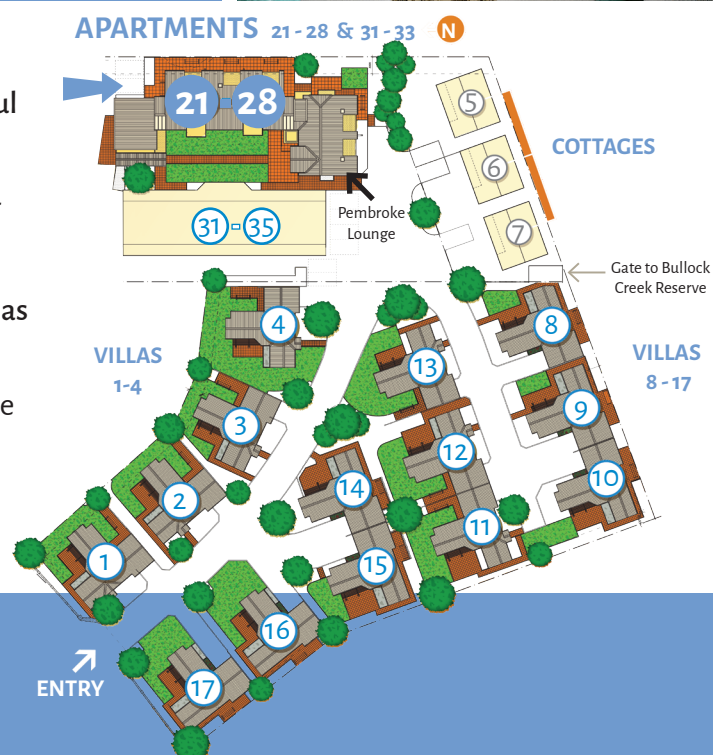 APARTMENTS 21 - 28 & 31 - 33 N
ul
21 - 28
5
COTTAGES
6
Pembroke
Lounge
31 - 35
7
Gate to Bullock
Creek Reserve
as
4
8
VILLAS
1-4
VILLAS
8 - 17
13
e
3
9
12
2
14
10
11
1
15
16
ENTRY
17